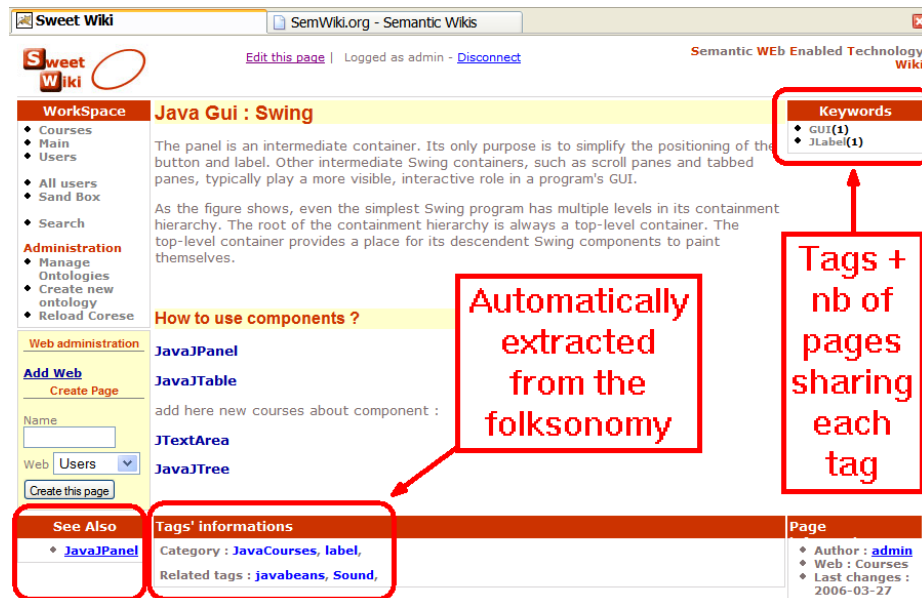 Sweet Wiki
SemWiki.org - Semantic Wikis
Sweet
Wiki
Edit this page | Logged as admin - Disconnect
Semantic WEb Enabled Technology
Wiki
WorkSpace
Courses
Main
Users
All users
Sand Box
Search
Administration
Manage
Ontologies
Create new
ontology
Reload Corese
Web administration
Add Web
Create Page
Name
Web Users
Create this page
Java Gui : Swing
The panel is an intermediate container. Its only purpose is to simplify the positioning of the
button and label. Other intermediate Swing containers, such as scroll panes and tabbed
panes, typically play a more visible, interactive role in a program's GUI.
As the figure shows, even the simplest Swing program has multiple levels in its containment
hierarchy. The root of the containment hierarchy is always a top-level container. The
top-level container provides a place for its descendent Swing components to paint
themselves.
How to use components ?
JavaJPanel
JavaJTable
add here new courses about component :
JTextArea
JavaJTree
Automatically
extracted
from the
folksonomy
Keywords
GUI(1)
JLabel(1)
Tags +
nb of
pages
sharing
each
tag
See Also
JavaJPanel
Tags' informations
Category : JavaCourses, label,
Related tags : javabeans, Sound,
Page
Author : admin
Web : Courses
Last changes :
2006-03-27